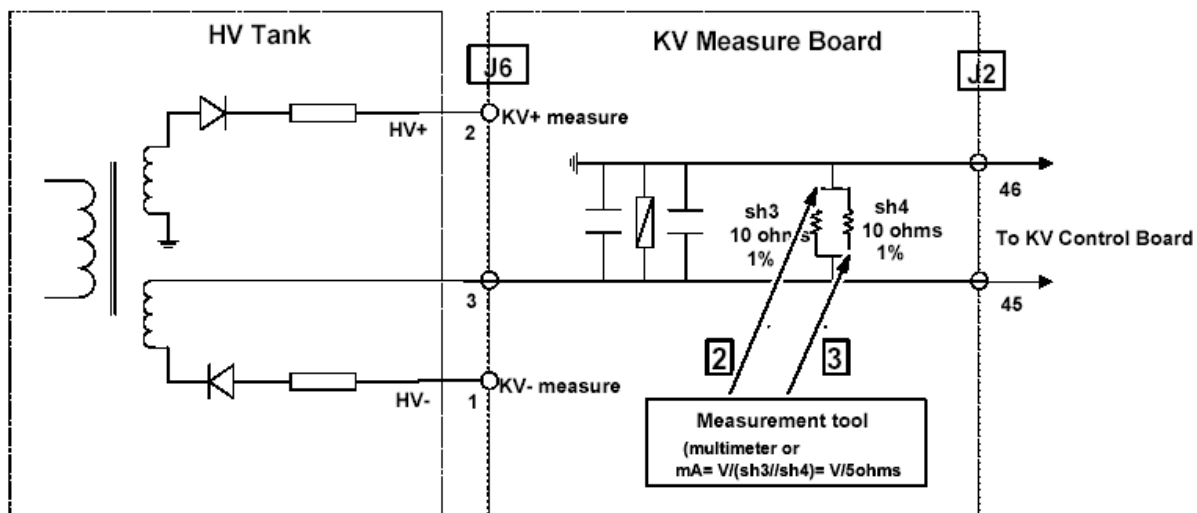 HV Tank
KV Measure Board
J6
J2
HV+
2
KV+ measure
46
sh3
10 ohms
1%
sh4
10 ohms
1%
To KV Control Board
3
45
2
3
HV-
1
KV- measure
Measurement tool
(multimeter or
mA= V/(sh3//sh4)= V/5ohms